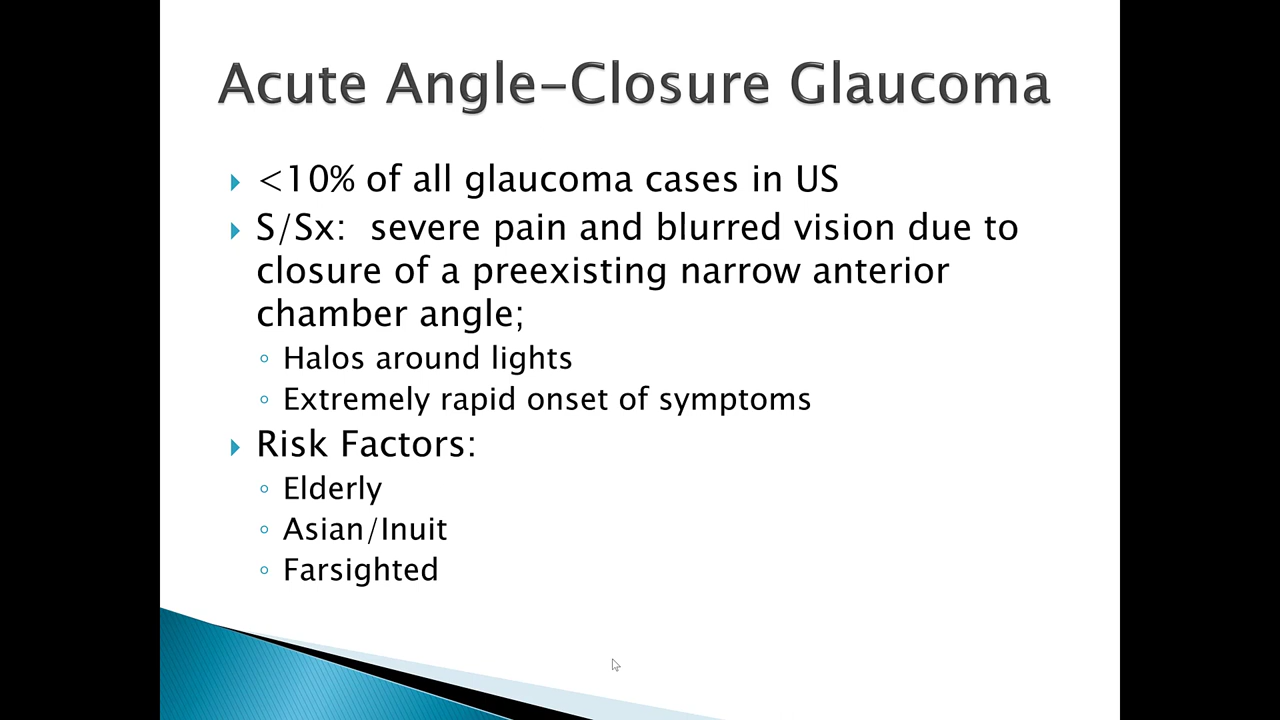 Acute Angle-Closure Glaucoma
<10% of all glaucoma cases in US
S/Sx:  severe pain and blurred vision due to
closure of a preexisting narrow anterior
chamber angle;
Halos around lights
Extremely rapid onset of symptoms
Risk Factors:
Elderly
Asian/Inuit
Farsighted